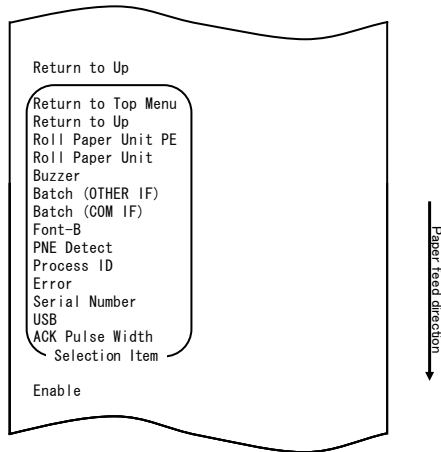 Return to Up
Return to Top Menu
Return to Up
Roll Paper Unit PE
Roll Paper Unit
Buzzer
Batch (OTHER IF)
Batch (COM IF)
Font-B
PNE Detect
Process ID
Error
Serial Number
USB
ACK Pulse Width
Selection Item
Enable
Paper feed direction